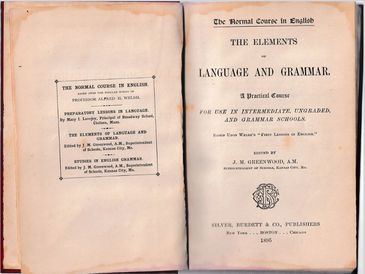 THE NORMAL COURSE IN ENGLISH.
BASED UPON THE POPULAR WORKS OF
PROFESSOR ALFRED H. WELSH.
PREPARATORY LESSONS IN LANGUAGE.
By Mary I. Lovejoy, Principal of Broadway School,
Chelsea, Mass.
THE ELEMENTS OF LANGUAGE AND
GRAMMAR.
Edited by J. M. Greenwood, A.M., Superintendent
of Schools, Kansas City, Mo.
STUDIES IN ENGLISH GRAMMAR.
Edited by J. M. Greenwood, A.M., Superintendent
of Schools, Kansas City, Mo.
The Normal Course in English
THE ELEMENTS
OF
LANGUAGE AND GRAMMAR.
A Practical Course
FOR USE IN INTERMEDIATE, UNGRADED,
AND GRAMMAR SCHOOLS.
BASED UPON WELSH'S "FIRST LESSONS IN ENGLISH."
EDITED BY
J. M. GREENWOOD, A.M.
SUPERINTENDENT OF SCHOOLS, KANSAS CITY, MO.
SILVER, BURDETT & CO., PUBLISHERS
NEW YORK . . . BOSTON . . . CHICAGO
1895